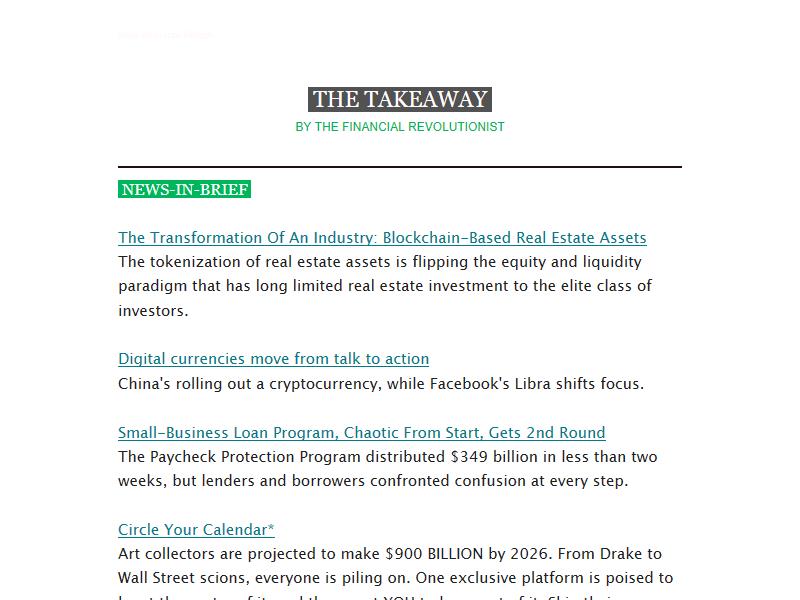 THE TAKEAWAY
BY THE FINANCIAL REVOLUTIONIST
NEWS-IN-BRIEF
The Transformation Of An Industry: Blockchain-Based Real Estate Assets
The tokenization of real estate assets is flipping the equity and liquidity
paradigm that has long limited real estate investment to the elite class of
investors.
Digital currencies move from talk to action
China's rolling out a cryptocurrency, while Facebook's Libra shifts focus.
Small-Business Loan Program, Chaotic From Start, Gets 2nd Round
The Paycheck Protection Program distributed $349 billion in less than two
weeks, but lenders and borrowers confronted confusion at every step.
Circle Your Calendar*
Art collectors are projected to make $900 BILLION by 2026. From Drake to
Wall Street scions, everyone is piling on. One exclusive platform is poised to